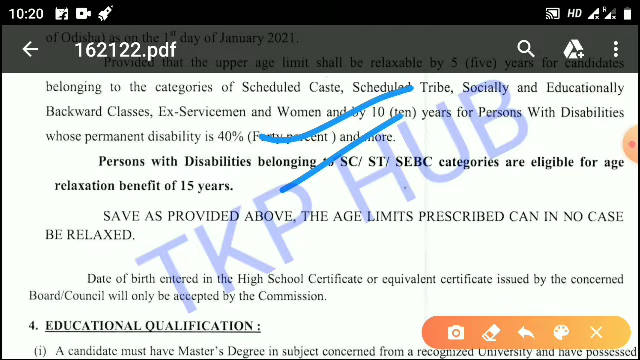 10:20
HD
162122.pdf
of Odisha) as on the 1st day of January 2021.
Provided that the upper age limit shall be relaxable by 5 (five) years for candidates
belonging to the categories of Scheduled Caste, Scheduled Tribe, Socially and Educationally
Backward Classes, Ex-Servicemen and Women and by 10 (ten) years for Persons With Disabilities
whose permanent disability is 40% (Forty percent ) and more.
Persons with Disabilities belonging to SC/ ST/ SEBC categories are eligible for age
relaxation benefit of 15 years.
SAVE AS PROVIDED ABOVE, THE AGE LIMITS PRESCRIBED CAN IN NO CASE
BE RELAXED.
TKP HUB
Date of birth entered in the High School Certificate or equivalent certificate issued by the concerned
Board/Council will only be accepted by the Commission.
4. EDUCATIONAL QUALIFICATION :
(i) A candidate must have Master's Degree in subject concerned from a recognized University and have possessed